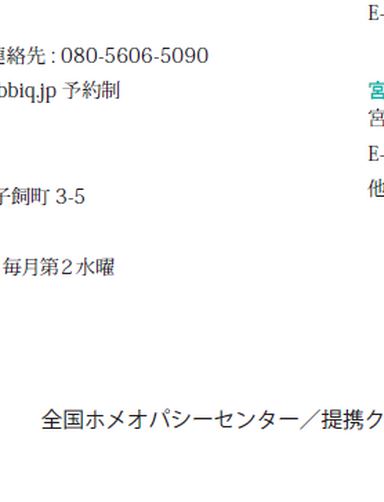 絡先 : 080-5606-5090
bbiq.jp 予約制
子飼町 3-5
毎月第2水曜
E-
宮
宮
E-
他
全国ホメオパシーセンター／提携ク